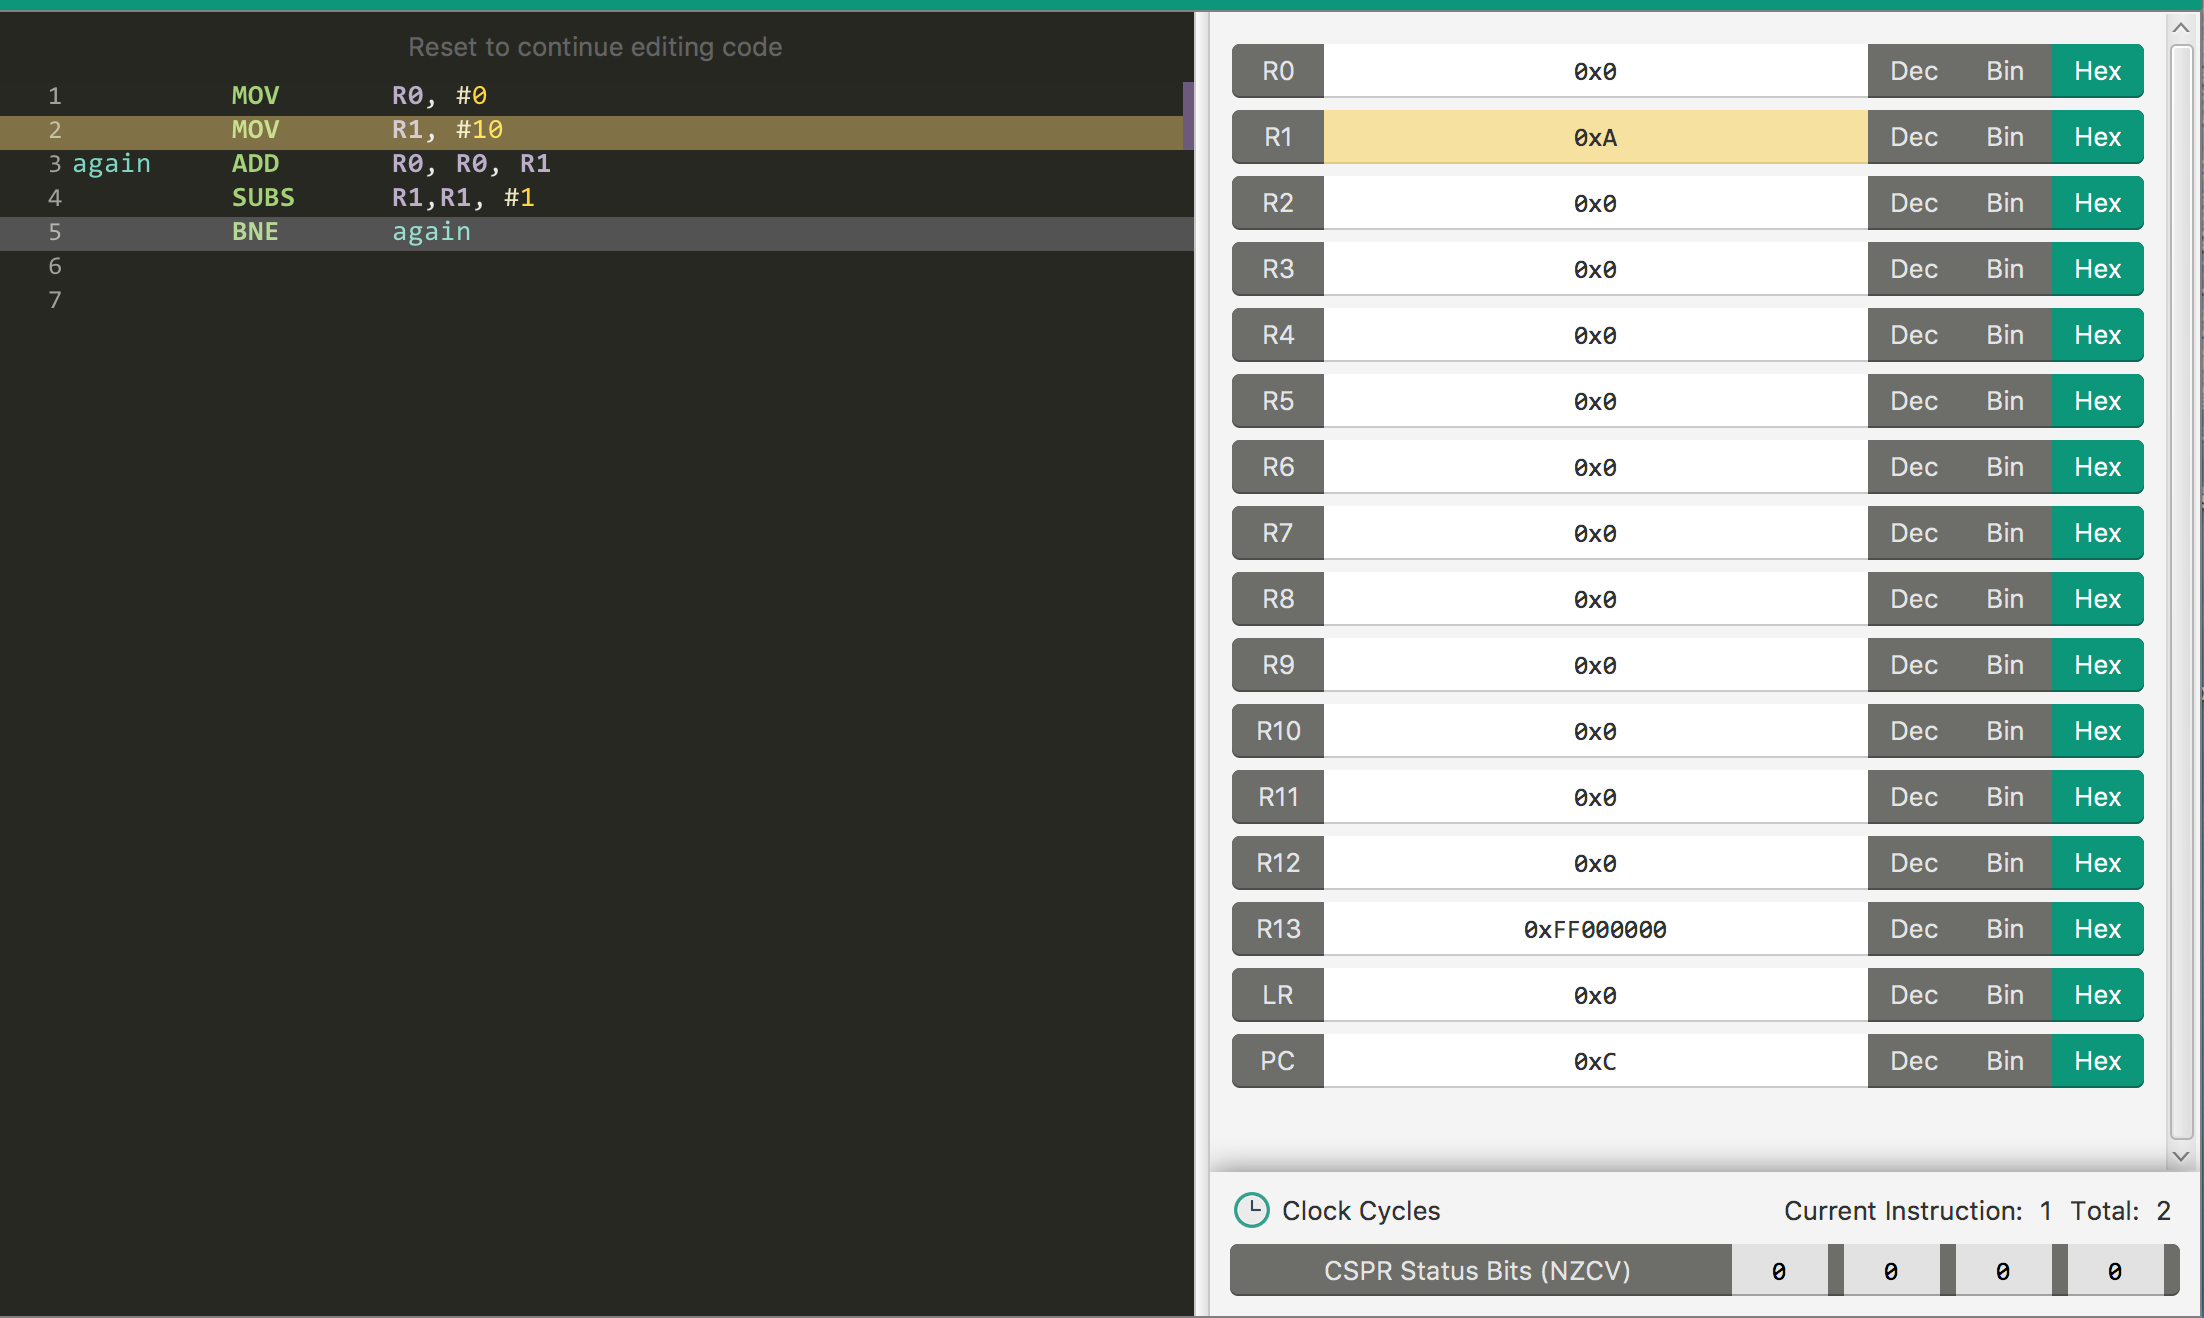 Reset to continue editing code
1 MOV R0, #0
2 MOV R1, #10
3 again ADD R0, R0, R1
4 SUBS R1,R1, #1
5 BNE again
6
7
R0 0x0 Dec Bin Hex
R1 0xA Dec Bin Hex
R2 0x0 Dec Bin Hex
R3 0x0 Dec Bin Hex
R4 0x0 Dec Bin Hex
R5 0x0 Dec Bin Hex
R6 0x0 Dec Bin Hex
R7 0x0 Dec Bin Hex
R8 0x0 Dec Bin Hex
R9 0x0 Dec Bin Hex
R10 0x0 Dec Bin Hex
R11 0x0 Dec Bin Hex
R12 0x0 Dec Bin Hex
R13 0xFF000000 Dec Bin Hex
LR 0x0 Dec Bin Hex
PC 0xC Dec Bin Hex
Clock Cycles Current Instruction: 1 Total: 2
CSPR Status Bits (NZCV) 0 0 0 0